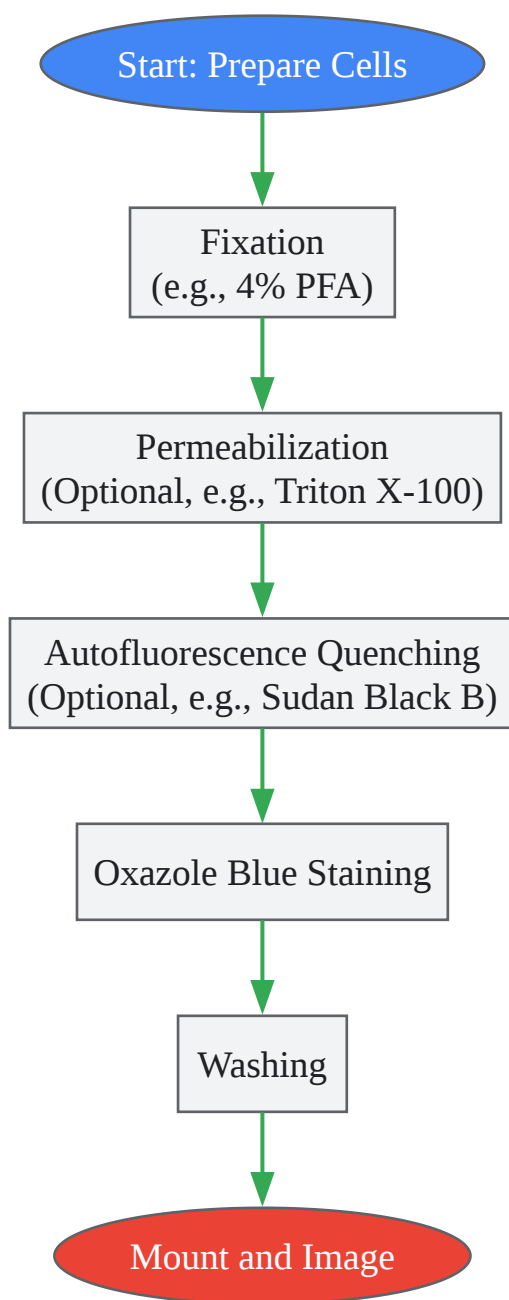 Start: Prepare Cells
Fixation
(e.g., 4% PFA)
Permeabilization
(Optional, e.g., Triton X-100)
Autofluorescence Quenching
(Optional, e.g., Sudan Black B)
Oxazole Blue Staining
Washing
Mount and Image